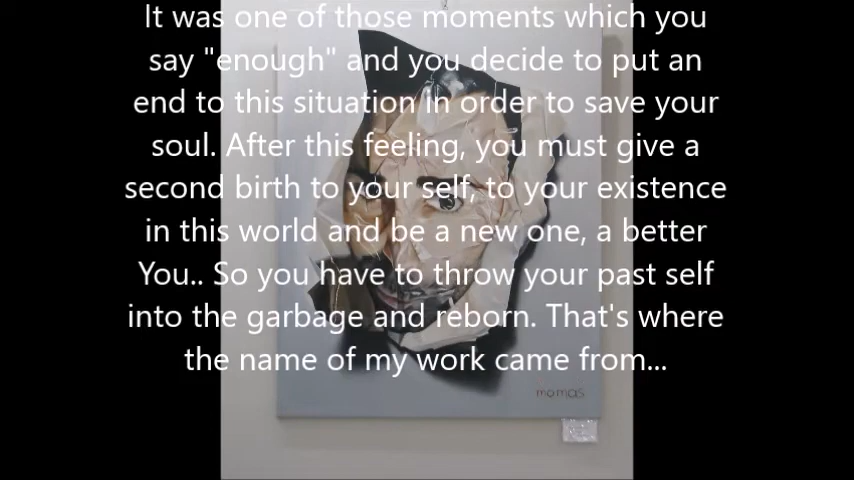 It was one of those moments which you
say "enough" and you decide to put an
end to this situation in order to save your
soul. After this feeling, you must give a
second birth to your self, to your existence
in this world and be a new one, a better
You.. So you have to throw your past self
into the garbage and reborn. That's where
the name of my work came from...
momas